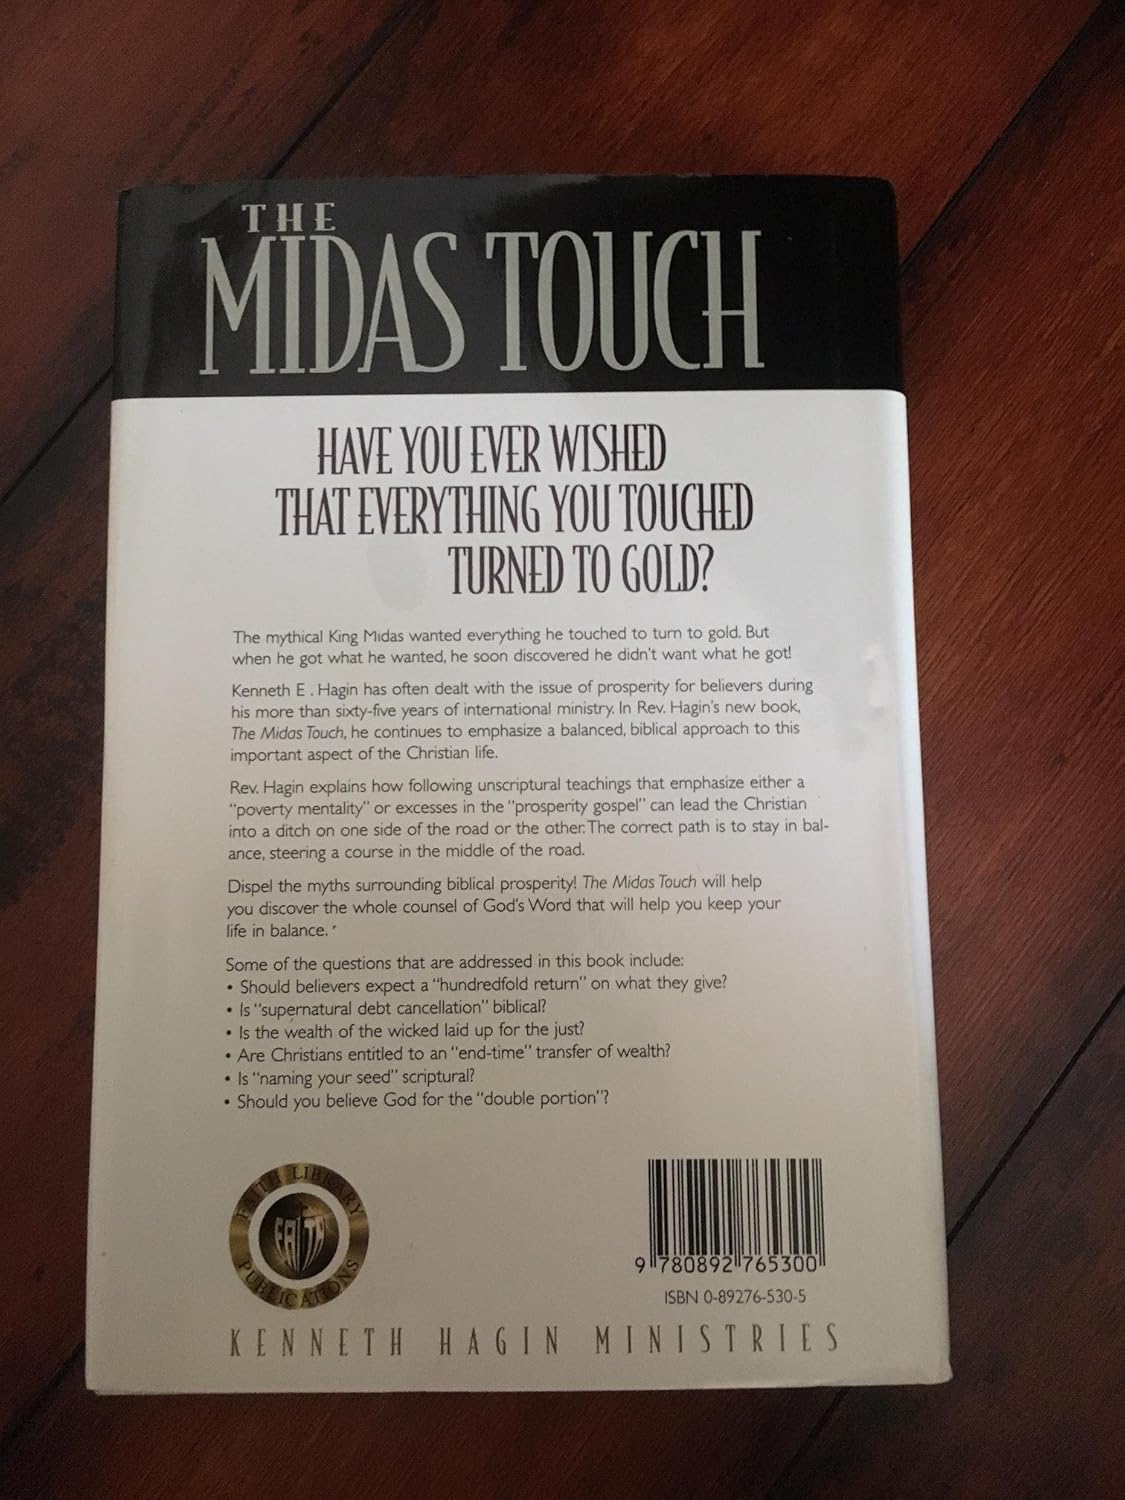 THE
MIDAS TOUCH
HAVE YOU EVER WISHED
THAT EVERYTHING YOU TOUCHED
TURNED TO GOLD?
The mythical King Midas wanted everything he touched to turn to gold. But
when he got what he wanted, he soon discovered he didn't want what he got!
Kenneth E . Hagin has often dealt with the issue of prosperity for believers during
his more than sixty-five years of international ministry. In Rev. Hagin's new book,
The Midas Touch, he continues to emphasize a balanced, biblical approach to this
important aspect of the Christian life.
Rev. Hagin explains how following unscriptural teachings that emphasize either a
"poverty mentality" or excesses in the "prosperity gospel" can lead the Christian
into a ditch on one side of the road or the other. The correct path is to stay in bal-
ance, steering a course in the middle of the road.
Dispel the myths surrounding biblical prosperity! The Midas Touch will help
you discover the whole counsel of God's Word that will help you keep your
life in balance.
Some of the questions that are addressed in this book include:
• Should believers expect a "hundredfold return" on what they give?
• Is "supernatural debt cancellation" biblical?
• Is the wealth of the wicked laid up for the just?
• Are Christians entitled to an "end-time" transfer of wealth?
• Is "naming your seed" scriptural?
• Should you believe God for the "double portion"?
FAITH LIBRARY
FAITH
PUBLICATIONS
9 780892 765300
ISBN 0-89276-530-5
KENNETH HAGIN MINISTRIES